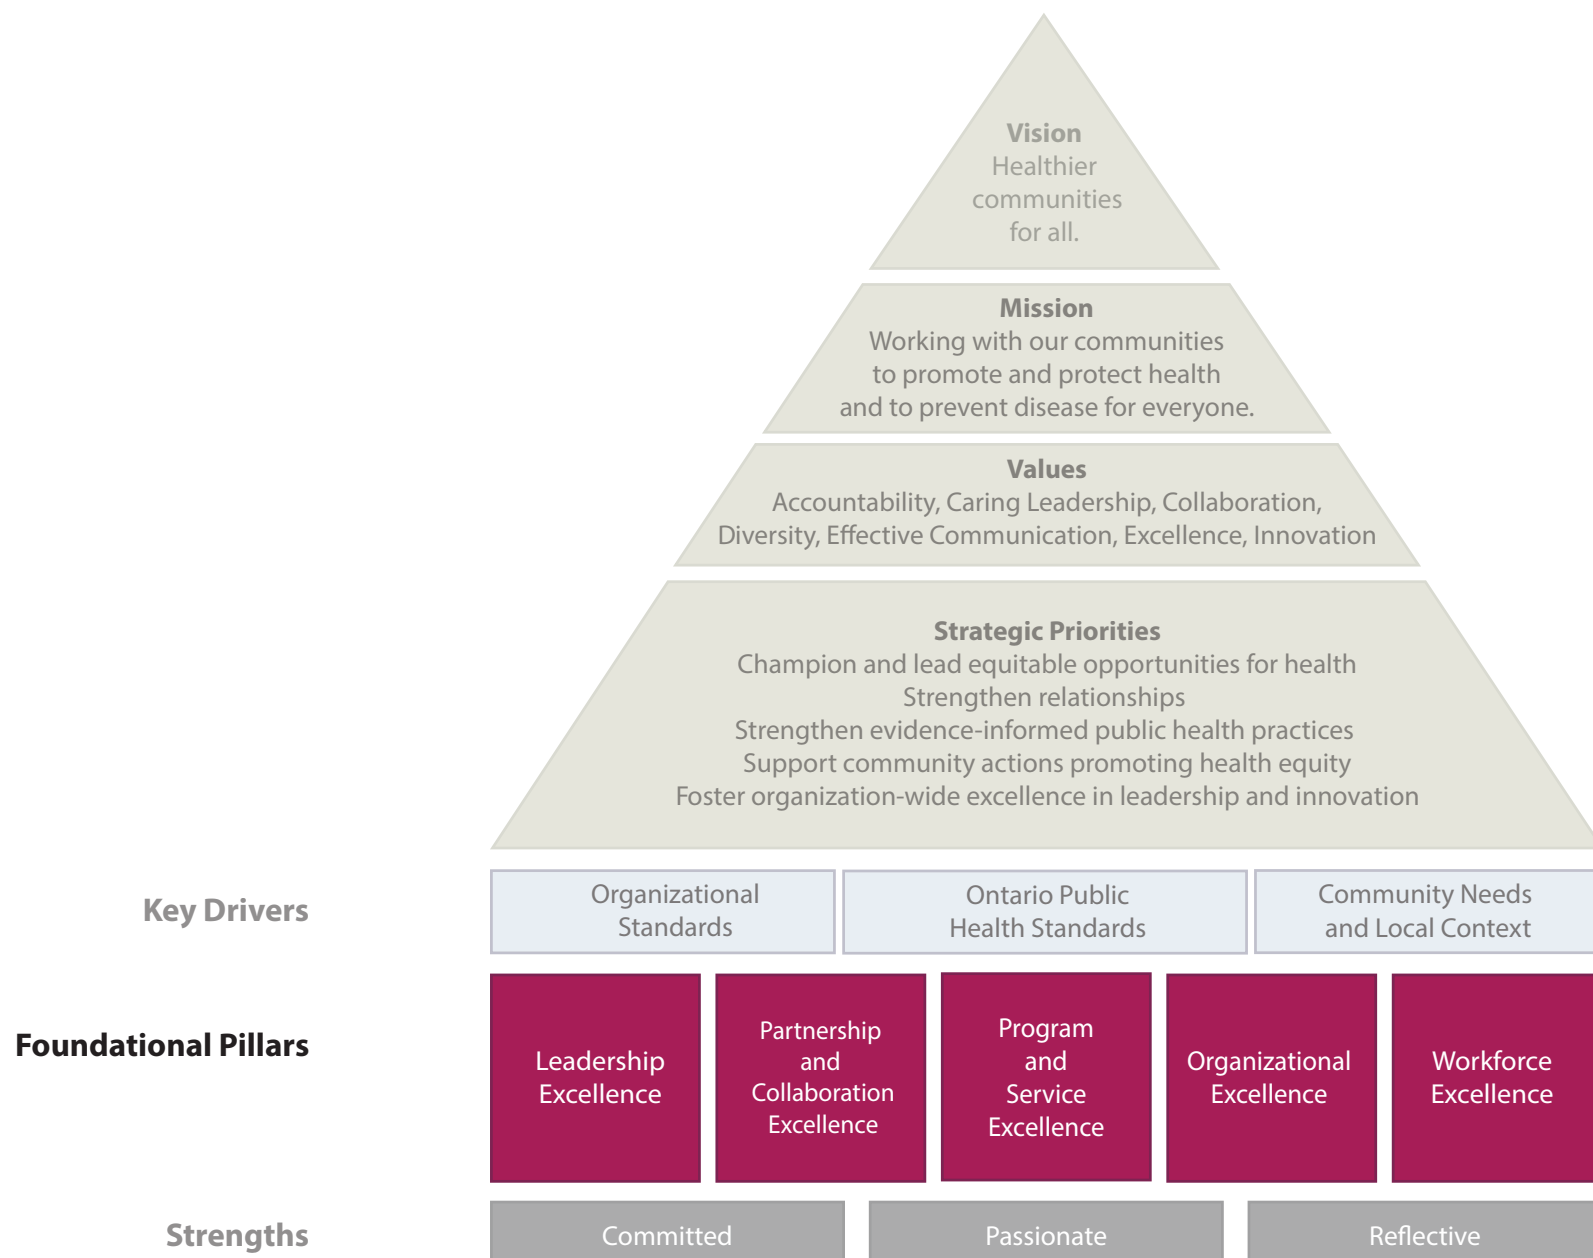 Vision
Healthier
communities
for all.
Mission
Working with our communities
to promote and protect health
and to prevent disease for everyone.
Values
Accountability, Caring Leadership, Collaboration,
Diversity, Effective Communication, Excellence, Innovation
Strategic Priorities
Champion and lead equitable opportunities for health
Strengthen relationships
Strengthen evidence-informed public health practices
Support community actions promoting health equity
Foster organization-wide excellence in leadership and innovation
Key Drivers
Organizational
Standards
Ontario Public
Health Standards
Community Needs
and Local Context
Foundational Pillars
Leadership
Excellence
Partnership
and
Collaboration
Excellence
Program
and
Service
Excellence
Organizational
Excellence
Workforce
Excellence
Strengths
Committed
Passionate
Reflective